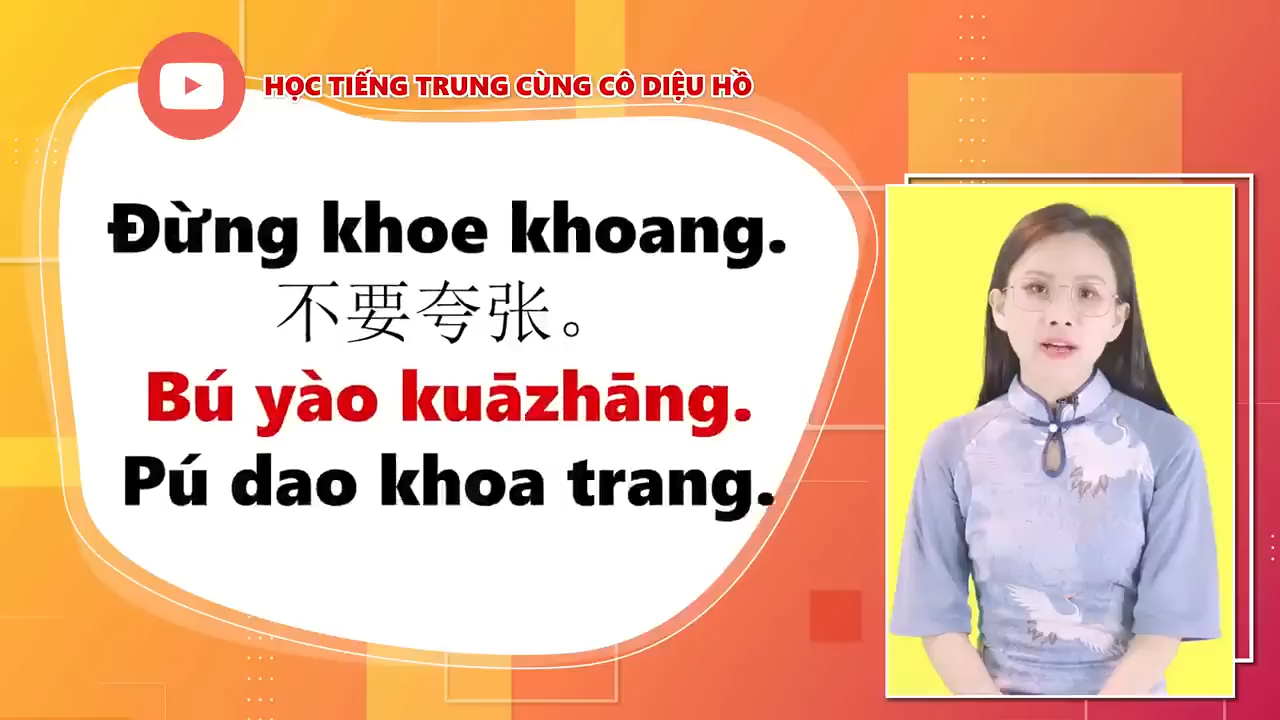 HỌC TIẾNG TRUNG CÙNG CÔ DIỆU HỒ
Đừng khoe khoang.
不要夸张。
Bú yào kuāzhāng.
Pú dao khoa trang.